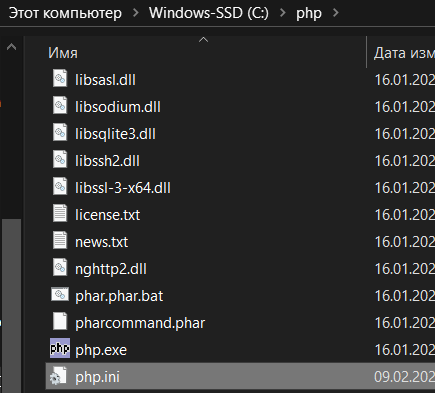 Этот компьютер > Windows-SSD (C:) > php
Имя Дата изм
libsasl.dll 16.01.202
libsodium.dll 16.01.202
libsqlite3.dll 16.01.202
libssh2.dll 16.01.202
libssl-3-x64.dll 16.01.202
license.txt 16.01.202
news.txt 16.01.202
nghttp2.dll 16.01.202
phar.phar.bat 16.01.202
pharcommand.phar 16.01.202
php php.exe 16.01.202
php.ini 09.02.202